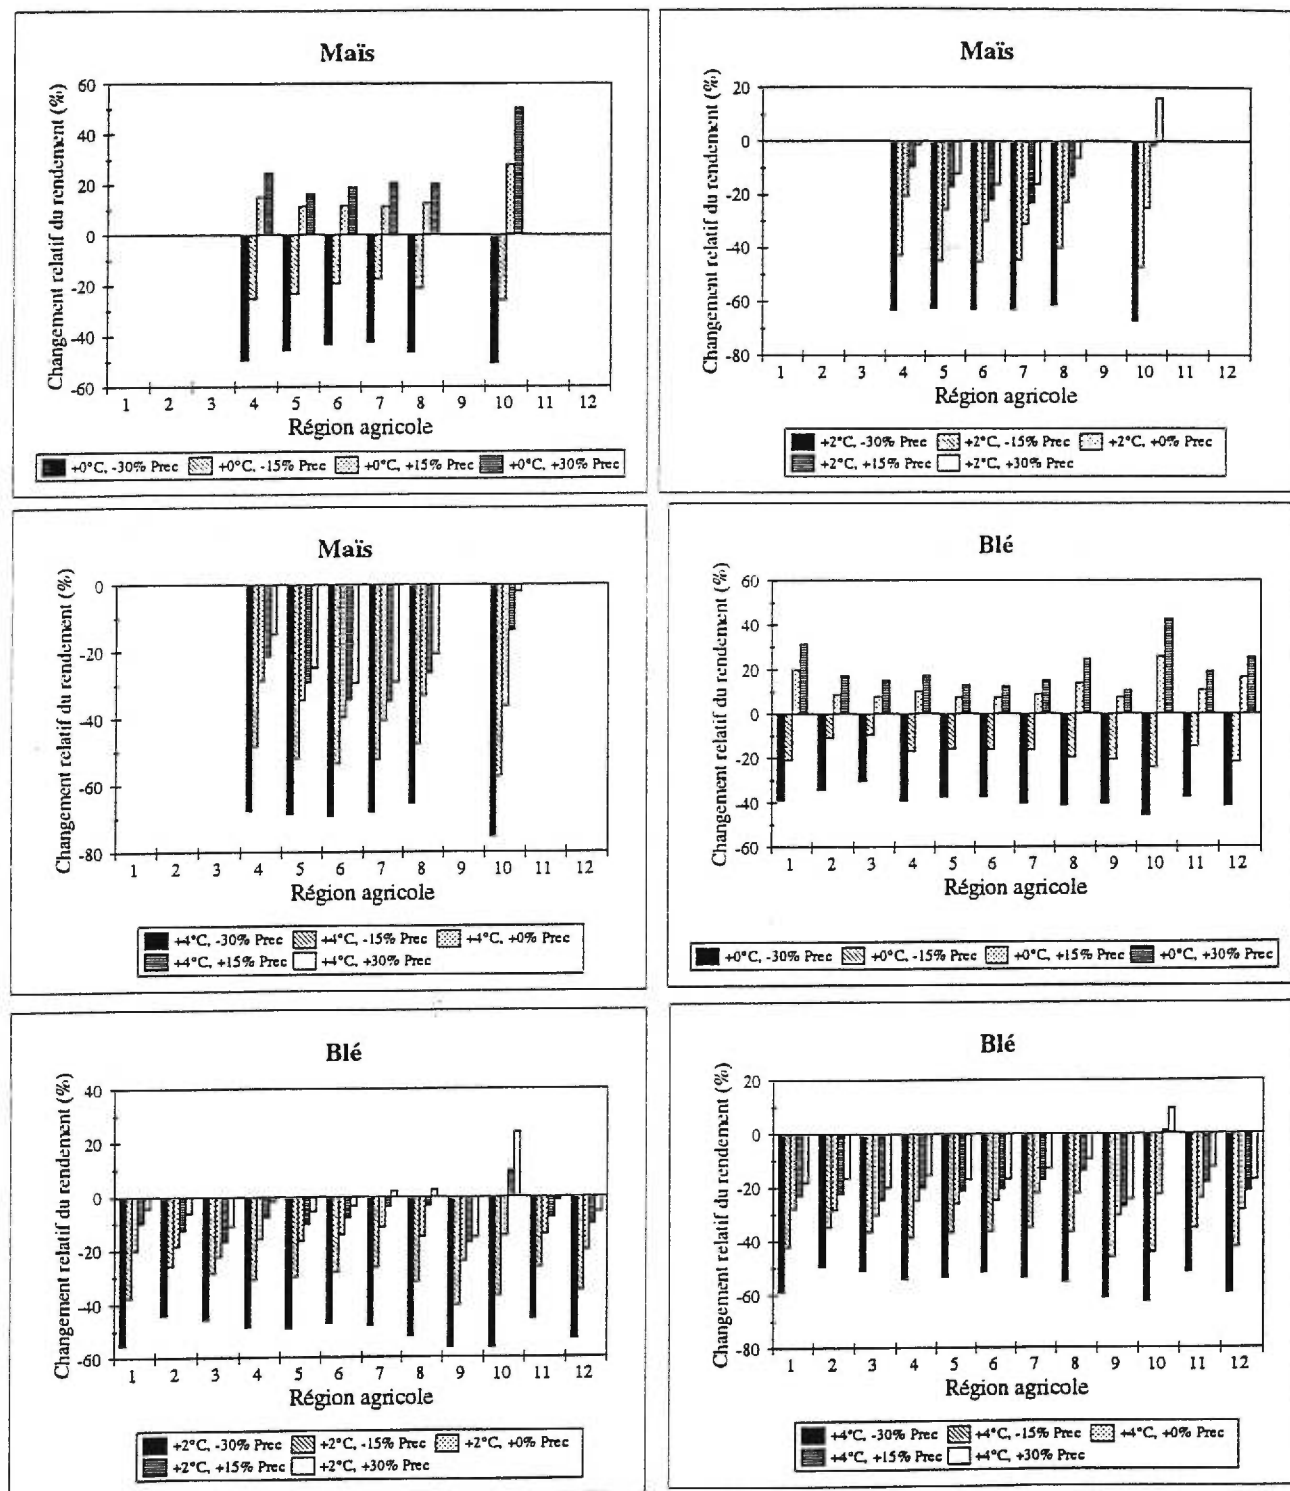 Maïs
Changement relatif du rendement (%)
60
40
20
0
-20
-40
-60
1 2 3 4 5 6 7 8 9 10 11 12
Région agricole
+0°C, -30% Prec +0°C, -15% Prec +0°C, +15% Prec +0°C, +30% Prec
Maïs
Changement relatif du rendement (%)
20
0
-20
-40
-60
-80
1 2 3 4 5 6 7 8 9 10 11 12
Région agricole
+2°C, -30% Prec +2°C, -15% Prec +2°C, +0% Prec
+2°C, +15% Prec +2°C, +30% Prec
Maïs
Changement relatif du rendement (%)
0
-20
-40
-60
-80
1 2 3 4 5 6 7 8 9 10 11 12
Région agricole
+4°C, -30% Prec +4°C, -15% Prec +4°C, +0% Prec
+4°C, +15% Prec +4°C, +30% Prec
Blé
Changement relatif du rendement (%)
60
40
20
0
-20
-40
-60
1 2 3 4 5 6 7 8 9 10 11 12
Région agricole
+0°C, -30% Prec +0°C, -15% Prec +0°C, +15% Prec +0°C, +30% Prec
Blé
Changement relatif du rendement (%)
40
20
0
-20
-40
-60
1 2 3 4 5 6 7 8 9 10 11 12
Région agricole
+2°C, -30% Prec +2°C, -15% Prec +2°C, +0% Prec
+2°C, +15% Prec +2°C, +30% Prec
Blé
Changement relatif du rendement (%)
20
0
-20
-40
-60
-80
1 2 3 4 5 6 7 8 9 10 11 12
Région agricole
+4°C, -30% Prec +4°C, -15% Prec +4°C, +0% Prec
+4°C, +15% Prec +4°C, +30% Prec